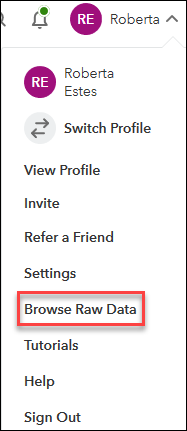 RE Roberta
RE Roberta
Estes
Switch Profile
View Profile
Invite
Refer a Friend
Settings
Browse Raw Data
Tutorials
Help
Sign Out